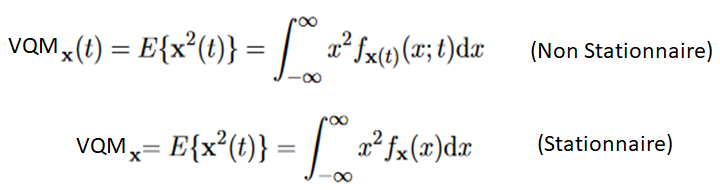 VQM𝐱(t) = E{𝐱²(t)} = ∫_{−∞}^{∞} x² f_{𝐱(t)}(x; t)dx (Non Stationnaire)
VQM𝐱 = E{𝐱²(t)} = ∫_{−∞}^{∞} x² f_𝐱(x)dx (Stationnaire)